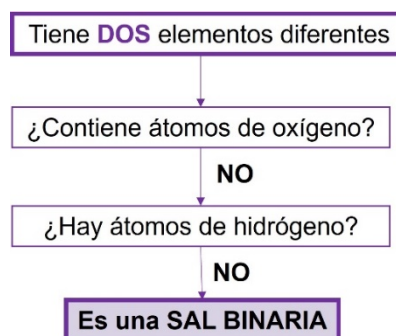 Tiene DOS elementos diferentes
¿Contiene átomos de oxígeno?
NO
¿Hay átomos de hidrógeno?
NO
Es una SAL BINARIA